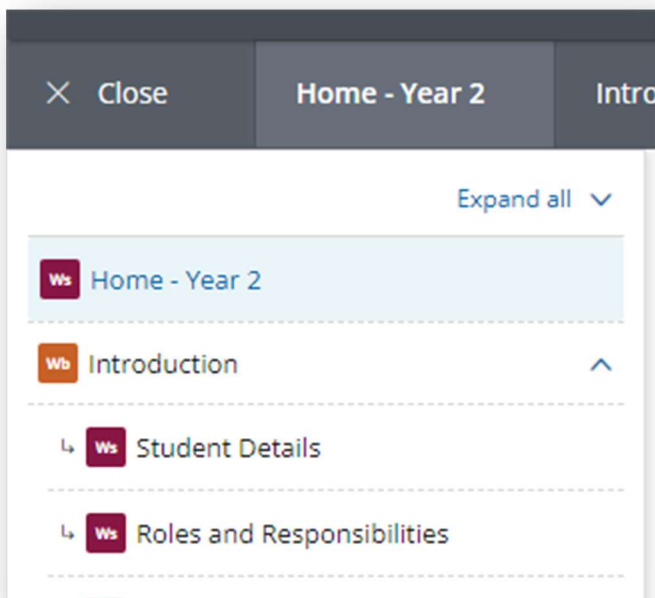 Close Home - Year 2 Intro
Expand all
Ws Home - Year 2
Wb Introduction
Ws Student Details
Ws Roles and Responsibilities